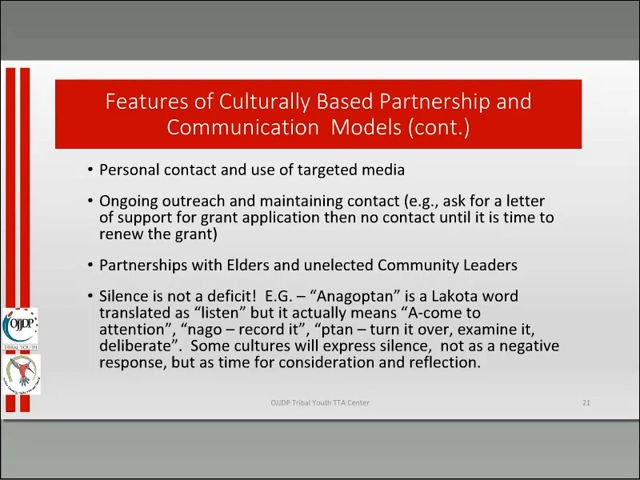 Features of Culturally Based Partnership and
Communication  Models (cont.)
• Personal contact and use of targeted media
• Ongoing outreach and maintaining contact (e.g., ask for a letter
of support for grant application then no contact until it is time to
renew the grant)
• Partnerships with Elders and unelected Community Leaders
• Silence is not a deficit!  E.G. – “Anagoptan” is a Lakota word
translated as “listen” but it actually means “A-come to
attention”, “nago – record it”, “ptan – turn it over, examine it,
deliberate”.  Some cultures will express silence,  not as a negative
response, but as time for consideration and reflection.
OJJDP
TRIBAL YOUTH
OJJDP Tribal Youth TTA Center
21